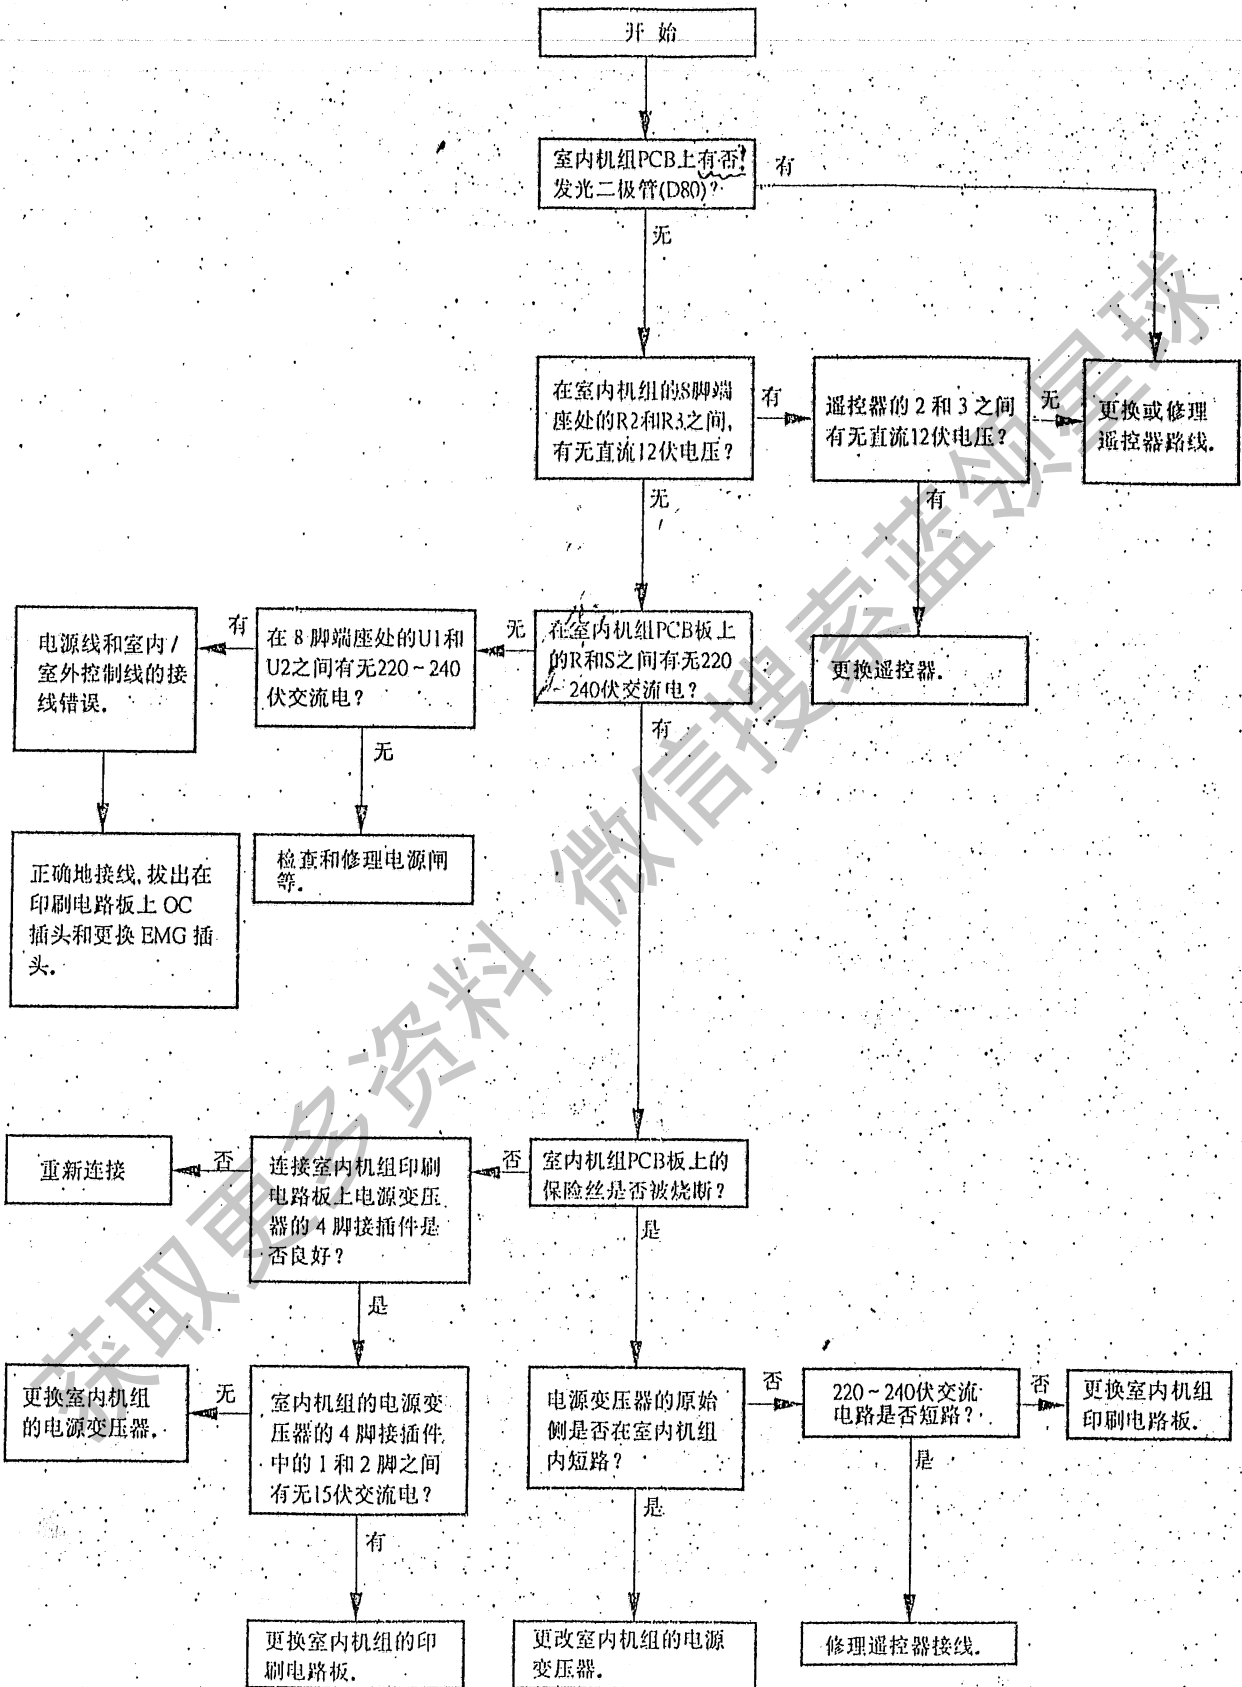 开 始
室内机组PCB上有否
发光二极管(D80)?
有
无
在室内机组的8脚端
座处的R2和R3之间,
有无直流12伏电压?
有
遥控器的 2 和 3 之间
有无直流12伏电压?
无
更换或修理
遥控器路线.
无
有
更换遥控器.
在室内机组PCB板上
的R和S之间有无220
~240伏交流电?
无
在 8 脚端座处的U1和
U2之间有无220~240
伏交流电?
有
电源线和室内/
室外控制线的接
线错误.
有
无
检查和修理电源闸
等.
正确地接线, 拔出在
印刷电路板上 OC
插头和更换 EMG 插
头.
室内机组PCB板上的
保险丝是否被烧断?
否
连接室内机组印刷
电路板上电源变压
器的 4 脚接插件是
否良好?
否
重新连接
是
是
电源变压器的原始
侧是否在室内机组
内短路?
否
220~240伏交流
电路是否短路?
否
更换室内机组
印刷电路板.
室内机组的电源变
压器的 4 脚接插件
中的 1 和 2 脚之间
有无15伏交流电?
无
更换室内机组
的电源变压器.
有
是
是
更换室内机组的印
刷电路板.
更改室内机组的电源
变压器.
修理遥控器接线.
获取更多资料 微信搜索蓝领星球